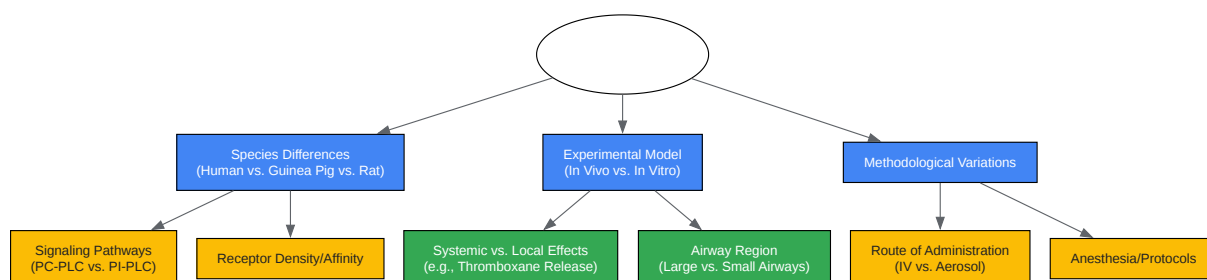 Species Differences
(Human vs. Guinea Pig vs. Rat)
Experimental Model
(In Vivo vs. In Vitro)
Methodological Variations
Signaling Pathways
(PC-PLC vs. PI-PLC)
Receptor Density/Affinity
Systemic vs. Local Effects
(e.g., Thromboxane Release)
Airway Region
(Large vs. Small Airways)
Route of Administration
(IV vs. Aerosol)
Anesthesia/Protocols